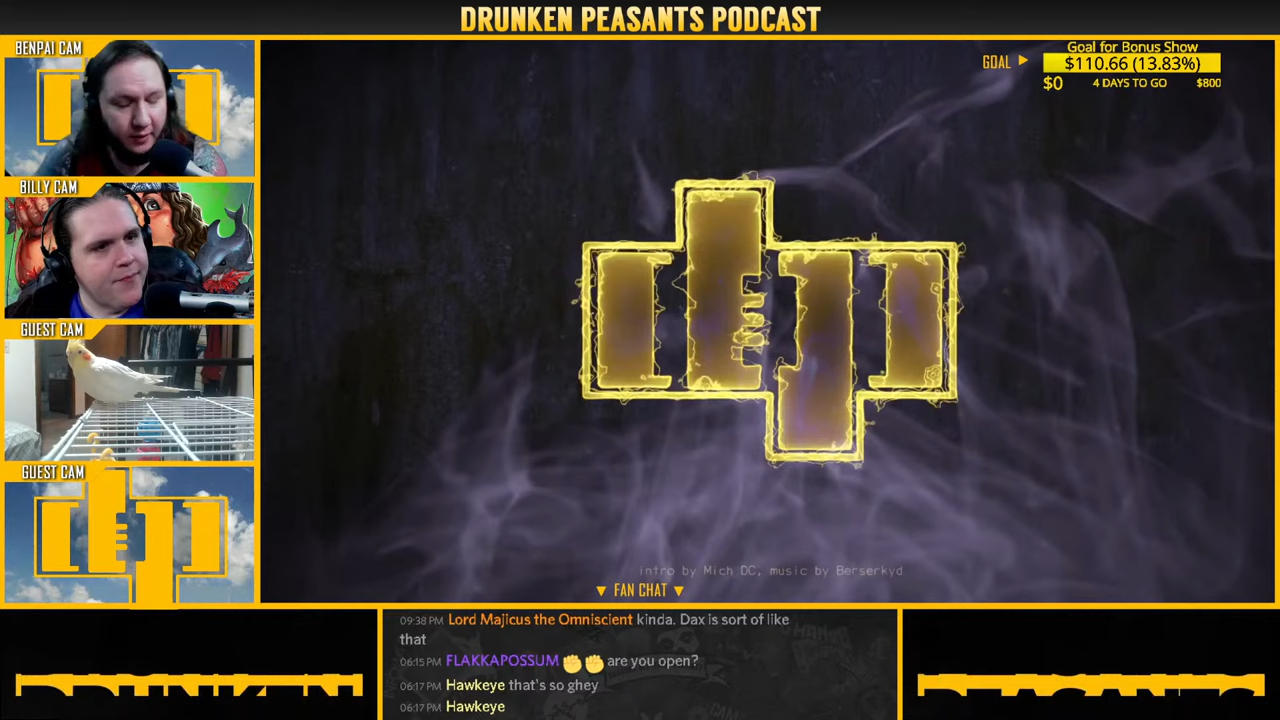 DRUNKEN PEASANTS PODCAST
BENPAI CAM
BILLY CAM
GUEST CAM
GUEST CAM
GOAL
Goal for Bonus Show
$110.66 (13.83%)
$0 4 DAYS TO GO $800
intro by Mich DC, music by Berserkyd
▼ FAN CHAT ▼
09:38 PM Lord Majicus the Omniscient kinda. Dax is sort of like
that
06:15 PM FLAKKAPOSSUM ✊✊ are you open?
06:17 PM Hawkeye that's so ghey
06:17 PM Hawkeye
DRUNKEN
PEASANTS